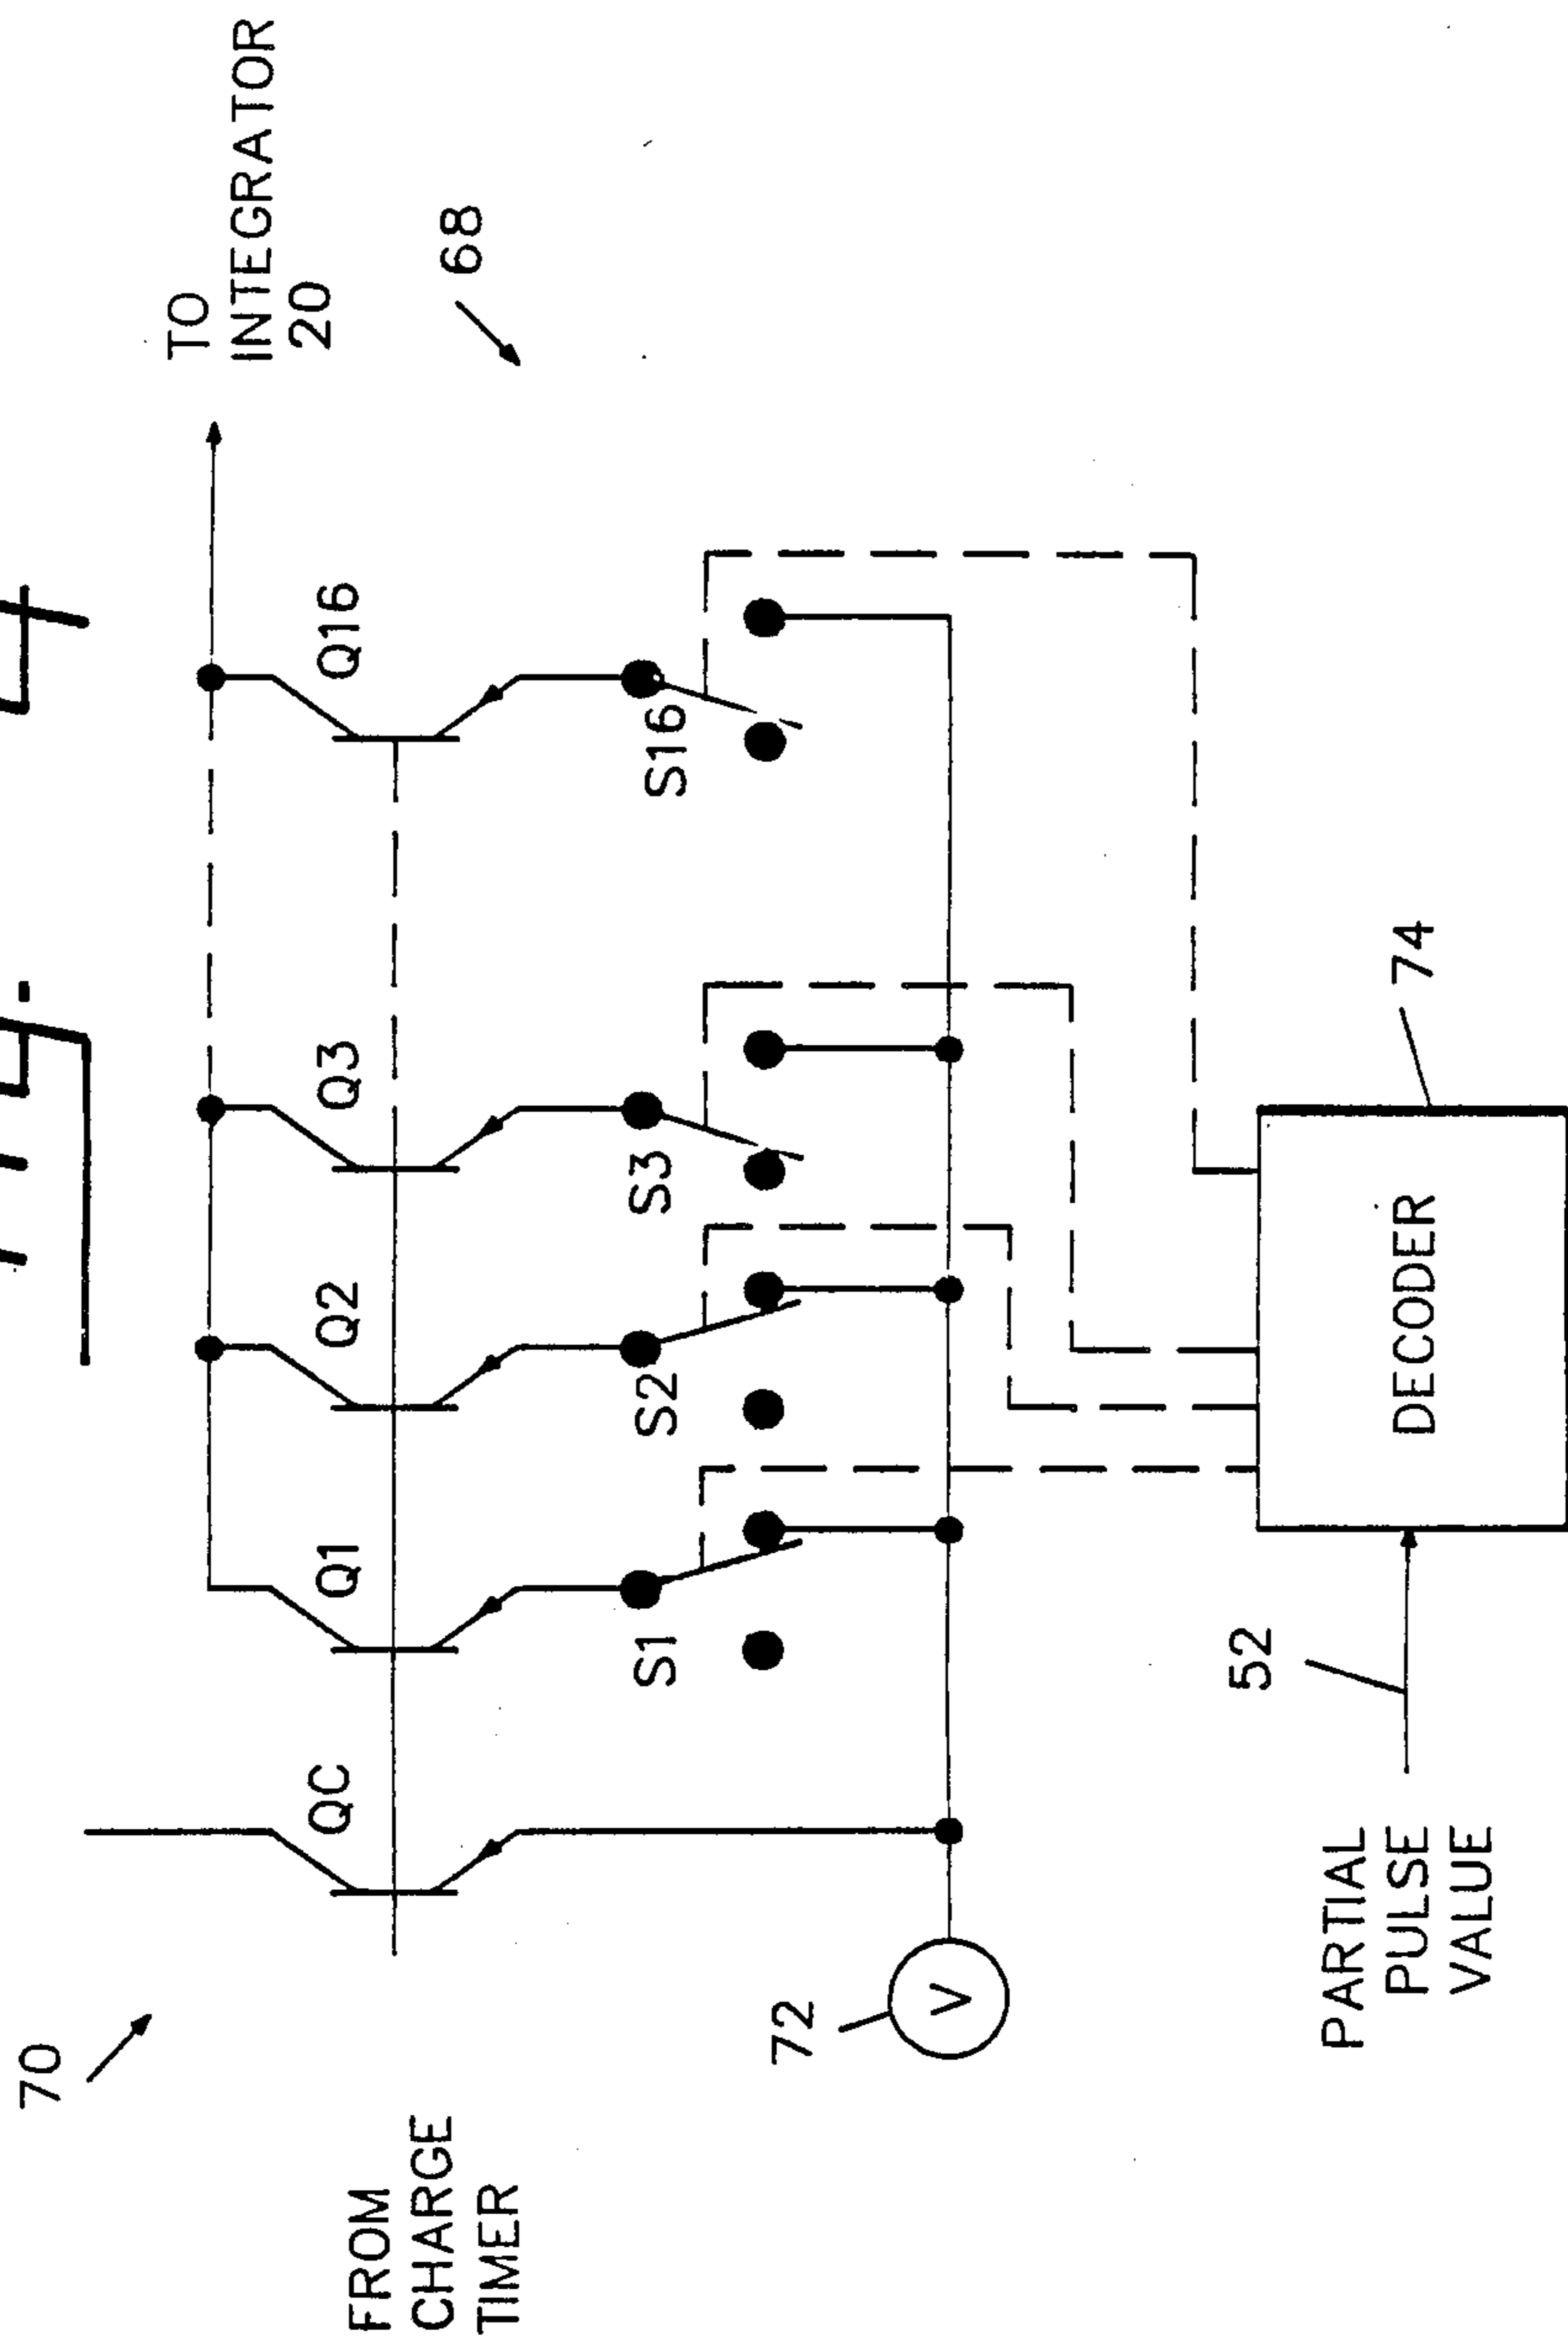 70
FROM
CHARGE
TIMER
QC
Q1
Q2
Q3
Q16
TO
INTEGRATOR
20
68
S1
S2
S3
S16
72
V
52
PARTIAL
PULSE
VALUE
DECODER
74